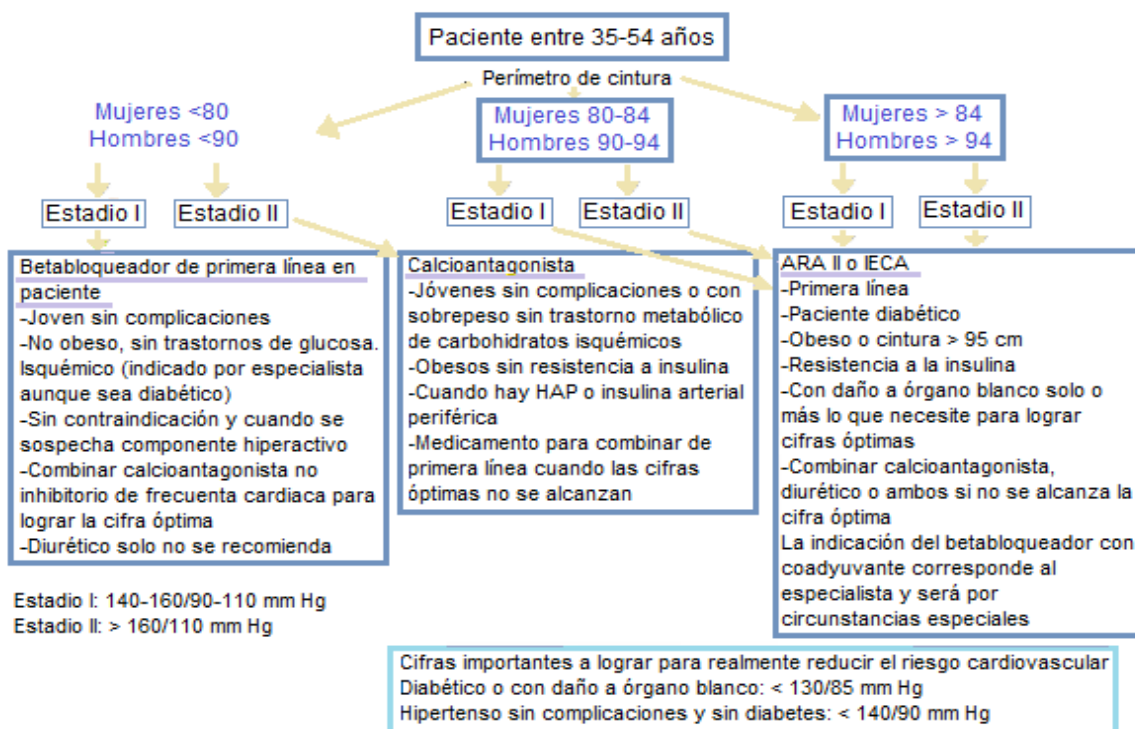 Paciente entre 35-54 años
. Perímetro de cintura
Mujeres <80
Hombres <90
Mujeres 80-84
Hombres 90-94
Mujeres > 84
Hombres > 94
Estadio I
Estadio II
Estadio I
Estadio II
Estadio I
Estadio II
Betabloqueador de primera línea en
paciente
-Joven sin complicaciones
-No obeso, sin trastornos de glucosa.
Isquémico (indicado por especialista
aunque sea diabético)
-Sin contraindicación y cuando se
sospecha componente hiperactivo
-Combinar calcioantagonista no
inhibitorio de frecuenta cardiaca para
lograr la cifra óptima
-Diurético solo no se recomienda
Calcioantagonista
-Jóvenes sin complicaciones o con
sobrepeso sin trastorno metabólico
de carbohidratos isquémicos
-Obesos sin resistencia a insulina
-Cuando hay HAP o insulina arterial
periférica
-Medicamento para combinar de
primera línea cuando las cifras
óptimas no se alcanzan
ARA II o IECA
-Primera línea
-Paciente diabético
-Obeso o cintura > 95 cm
-Resistencia a la insulina
-Con daño a órgano blanco solo o
más lo que necesite para lograr
cifras óptimas
-Combinar calcioantagonista,
diurético o ambos si no se alcanza la
cifra óptima
La indicación del betabloqueador con
coadyuvante corresponde al
especialista y será por
circunstancias especiales
Estadio I: 140-160/90-110 mm Hg
Estadio II: > 160/110 mm Hg
Cifras importantes a lograr para realmente reducir el riesgo cardiovascular
Diabético o con daño a órgano blanco: < 130/85 mm Hg
Hipertenso sin complicaciones y sin diabetes: < 140/90 mm Hg